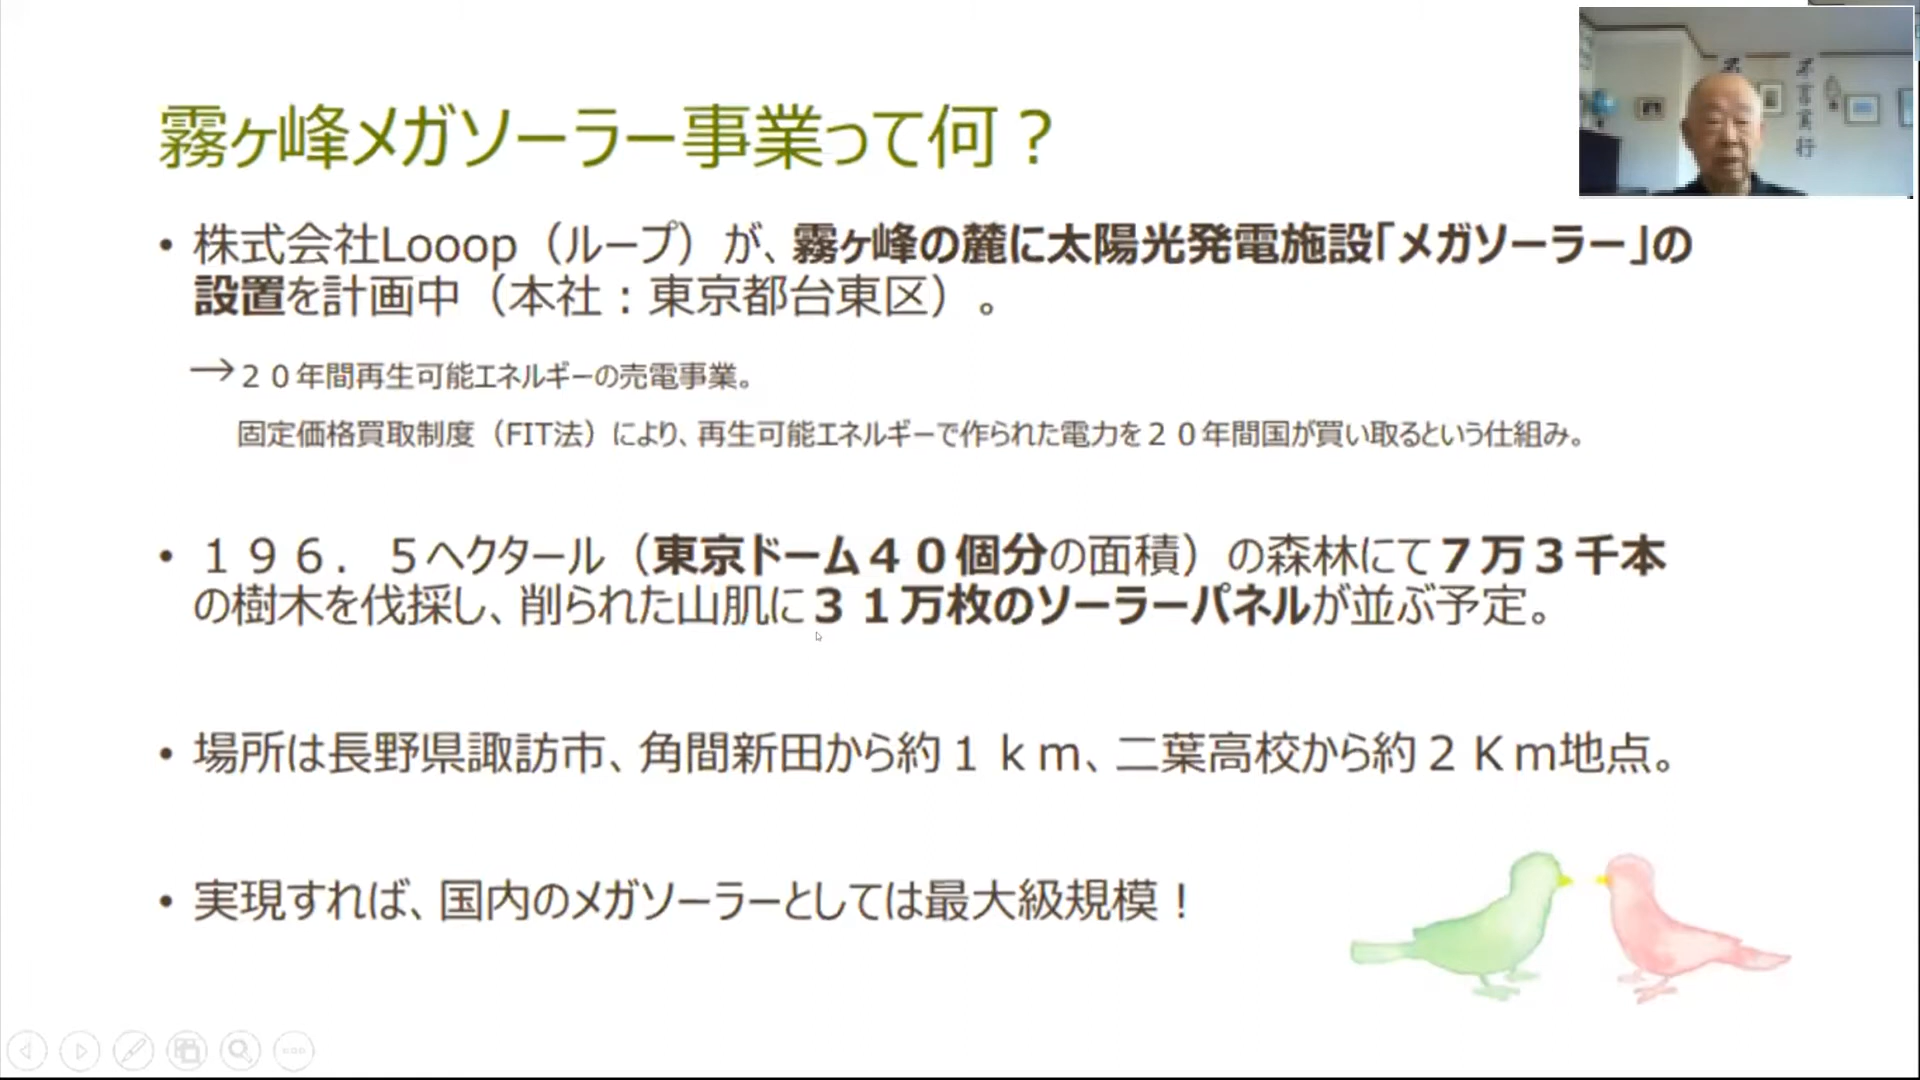 霧ヶ峰メガソーラー事業って何？
• 株式会社Looop（ループ）が、霧ヶ峰の麓に太陽光発電施設「メガソーラー」の
設置を計画中（本社：東京都台東区）。
→２０年間再生可能エネルギーの売電事業。
固定価格買取制度（FIT法）により、再生可能エネルギーで作られた電力を２０年間国が買い取るという仕組み。
• １９６．５ヘクタール（東京ドーム４０個分の面積）の森林にて７万３千本
の樹木を伐採し、削られた山肌に３１万枚のソーラーパネルが並ぶ予定。
• 場所は長野県諏訪市、角間新田から約１ｋｍ、二葉高校から約２Ｋｍ地点。
• 実現すれば、国内のメガソーラーとしては最大級規模！